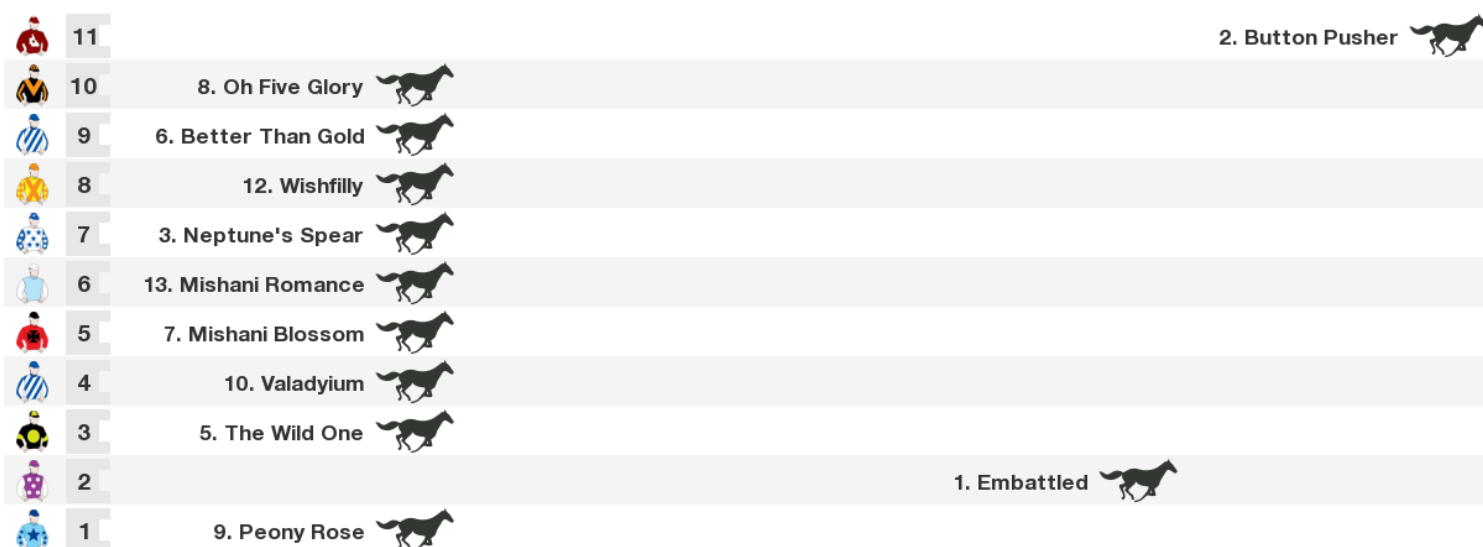 11 2. Button Pusher
10 8. Oh Five Glory
9 6. Better Than Gold
8 12. Wishfilly
7 3. Neptune's Spear
6 13. Mishani Romance
5 7. Mishani Blossom
4 10. Valadyium
3 5. The Wild One
2 1. Embattled
1 9. Peony Rose